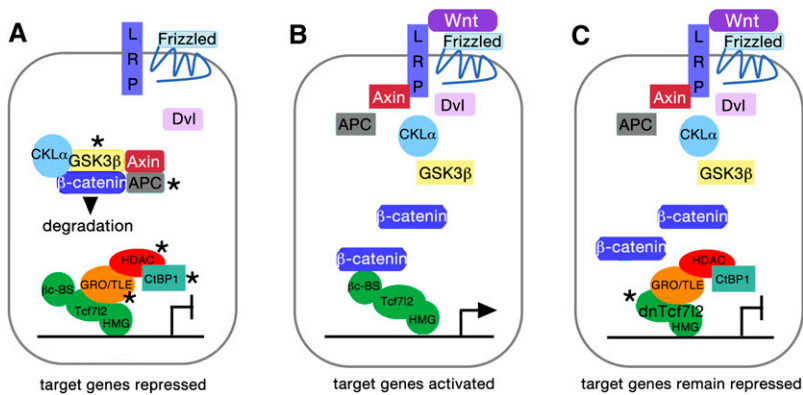 A
L
R
P
Frizzled
Dvl
CKLα
*
GSK3β
Axin
β-catenin
APC
*
degradation
*
HDAC
CtBP1
*
GRO/TLE
*
βc-BS
Tcf7l2
HMG
target genes repressed
B
Wnt
L
R
P
Frizzled
Axin
Dvl
APC
CKLα
GSK3β
β-catenin
β-catenin
βc-BS
Tcf7l2
HMG
target genes activated
C
Wnt
L
R
P
Frizzled
Axin
Dvl
APC
CKLα
GSK3β
β-catenin
β-catenin
HDAC
GRO/TLE
CtBP1
*
dnTcf7l2
HMG
target genes remain repressed